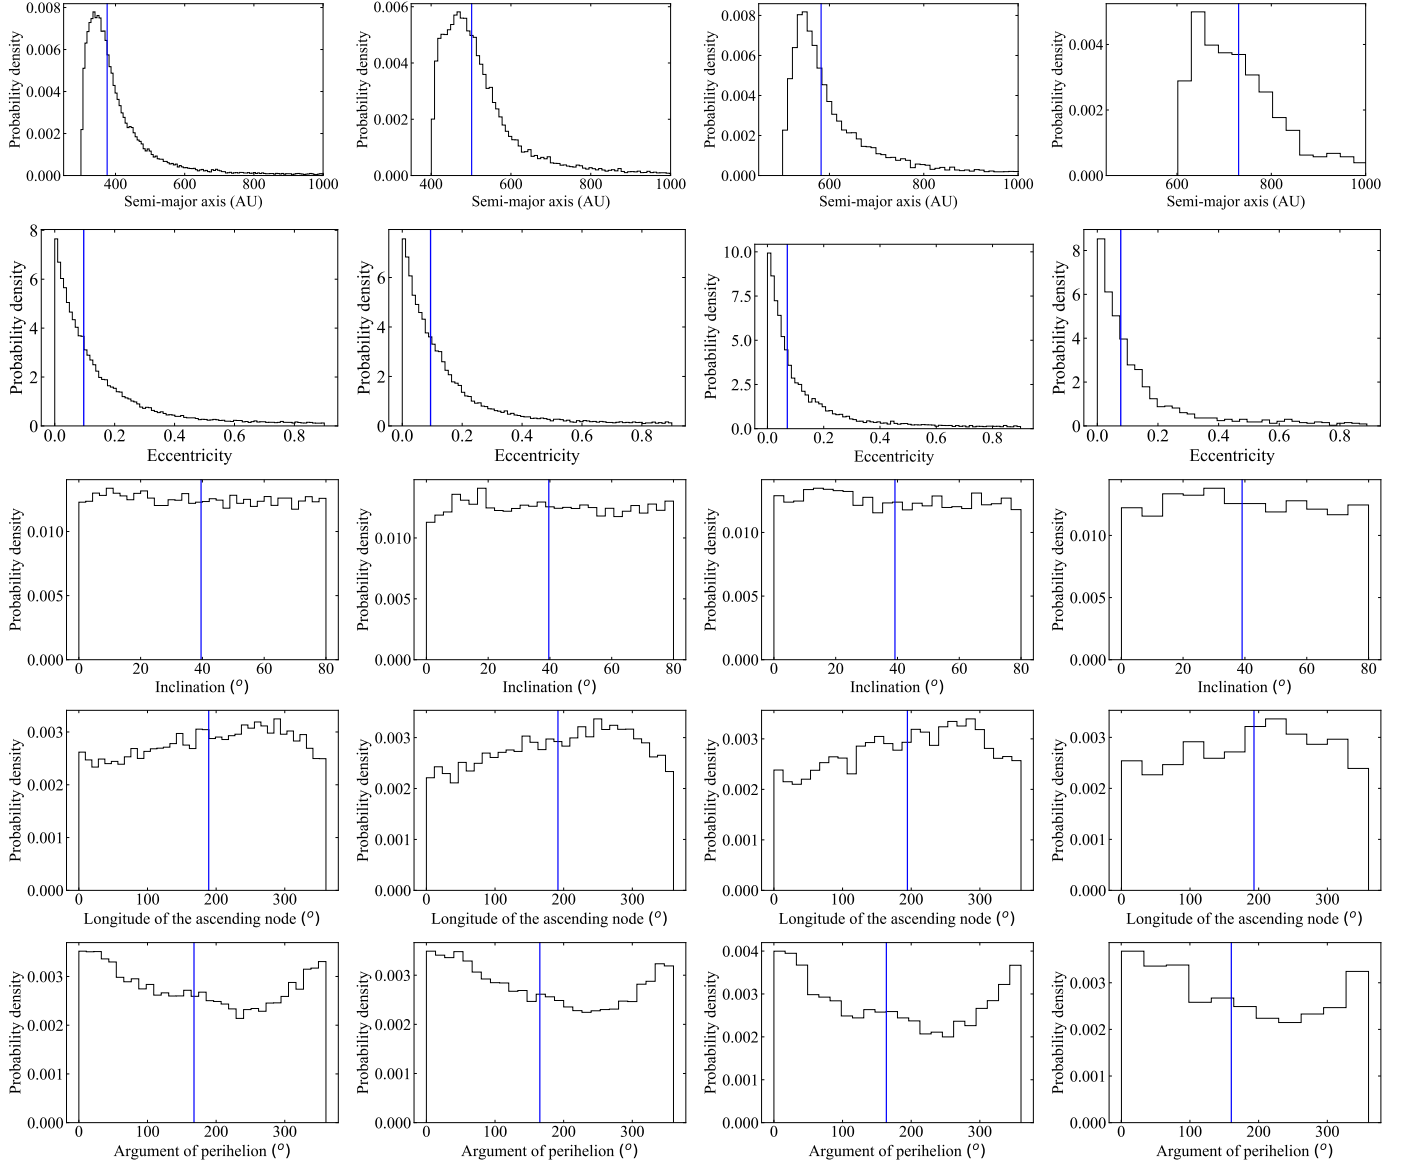 Probability density
0.008
0.006
0.004
0.002
0.000
400 600 800 1000
Semi-major axis (AU)
Probability density
0.006
0.004
0.002
0.000
400 600 800 1000
Semi-major axis (AU)
Probability density
0.008
0.006
0.004
0.002
0.000
600 800 1000
Semi-major axis (AU)
Probability density
0.004
0.002
0.000
600 800 1000
Semi-major axis (AU)
Probability density
8
6
4
2
0
0.0 0.2 0.4 0.6 0.8
Eccentricity
Probability density
6
4
2
0
0.0 0.2 0.4 0.6 0.8
Eccentricity
Probability density
10.0
7.5
5.0
2.5
0.0
0.0 0.2 0.4 0.6 0.8
Eccentricity
Probability density
8
6
4
2
0
0.0 0.2 0.4 0.6 0.8
Eccentricity
Probability density
0.010
0.005
0.000
0 20 40 60 80
Inclination (°)
Probability density
0.010
0.005
0.000
0 20 40 60 80
Inclination (°)
Probability density
0.010
0.005
0.000
0 20 40 60 80
Inclination (°)
Probability density
0.010
0.005
0.000
0 20 40 60 80
Inclination (°)
Probability density
0.003
0.002
0.001
0.000
0 100 200 300
Longitude of the ascending node (°)
Probability density
0.003
0.002
0.001
0.000
0 100 200 300
Longitude of the ascending node (°)
Probability density
0.003
0.002
0.001
0.000
0 100 200 300
Longitude of the ascending node (°)
Probability density
0.003
0.002
0.001
0.000
0 100 200 300
Longitude of the ascending node (°)
Probability density
0.003
0.002
0.001
0.000
0 100 200 300
Argument of perihelion (°)
Probability density
0.003
0.002
0.001
0.000
0 100 200 300
Argument of perihelion (°)
Probability density
0.004
0.003
0.002
0.001
0.000
0 100 200 300
Argument of perihelion (°)
Probability density
0.003
0.002
0.001
0.000
0 100 200 300
Argument of perihelion (°)